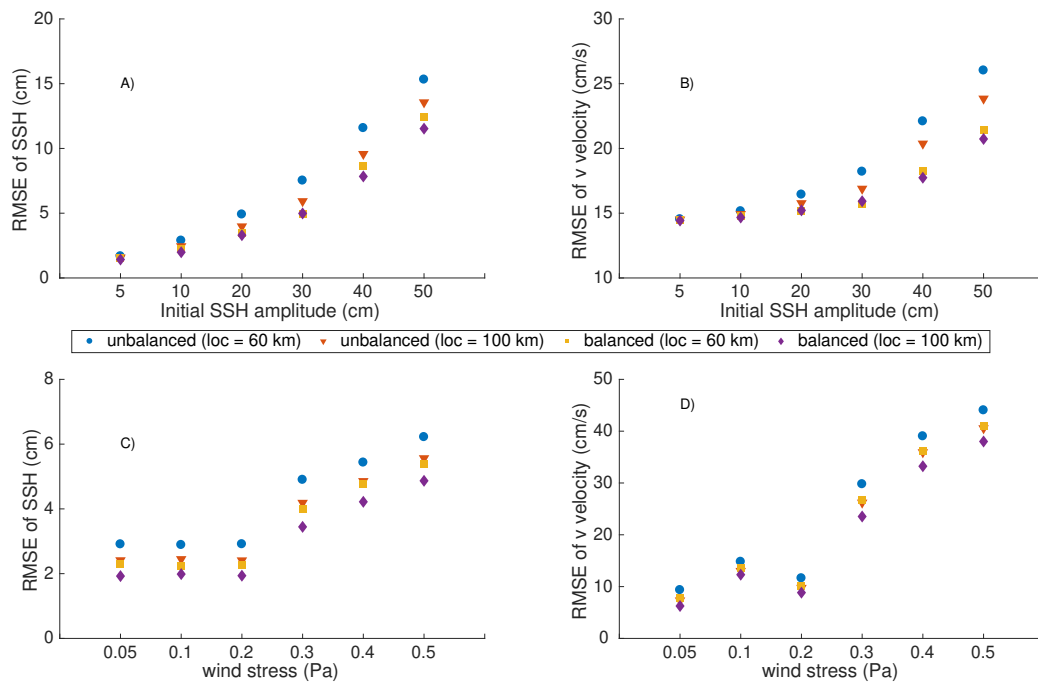 20
15
10
5
0
RMSE of SSH (cm)
A)
5 10 20 30 40 50
Initial SSH amplitude (cm)
30
25
20
15
10
RMSE of v velocity (cm/s)
B)
5 10 20 30 40 50
Initial SSH amplitude (cm)
unbalanced (loc = 60 km) unbalanced (loc = 100 km) balanced (loc = 60 km) balanced (loc = 100 km)
8
6
4
2
0
RMSE of SSH (cm)
C)
0.05 0.1 0.2 0.3 0.4 0.5
wind stress (Pa)
50
40
30
20
10
0
RMSE of v velocity (cm/s)
D)
0.05 0.1 0.2 0.3 0.4 0.5
wind stress (Pa)